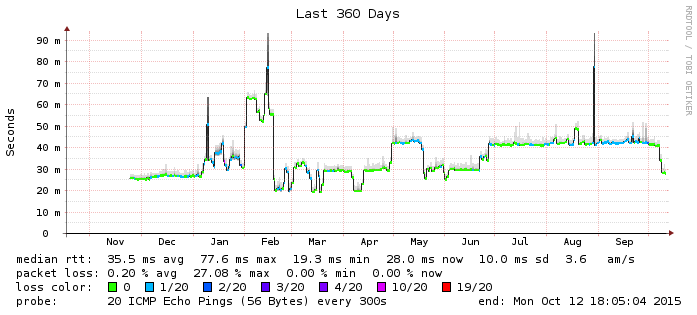 Last 360 Days
RRDTOOL / TOBI OETIKER
Seconds
90 m
80 m
70 m
60 m
50 m
40 m
30 m
20 m
10 m
0
Nov Dec Jan Feb Mar Apr May Jun Jul Aug Sep
median rtt: 35.5 ms avg 77.6 ms max 19.3 ms min 28.0 ms now 10.0 ms sd 3.6 am/s
packet loss: 0.20 % avg 27.08 % max 0.00 % min 0.00 % now
loss color: 0 1/20 2/20 3/20 4/20 10/20 19/20
probe: 20 ICMP Echo Pings (56 Bytes) every 300s end: Mon Oct 12 18:05:04 2015